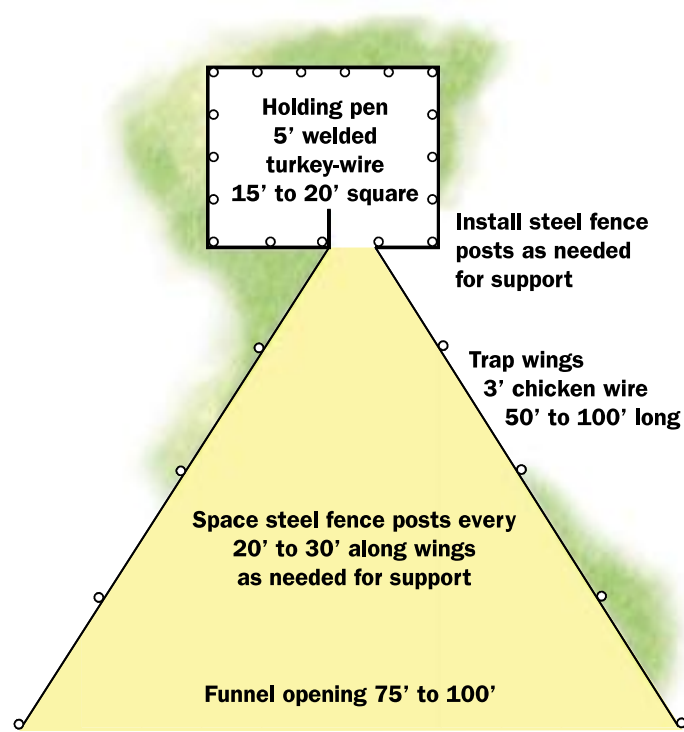 Holding pen
5’ welded
turkey-wire
15’ to 20’ square
Install steel fence
posts as needed
for support
Trap wings
3’ chicken wire
50’ to 100’ long
Space steel fence posts every
20’ to 30’ along wings
as needed for support
Funnel opening 75’ to 100’